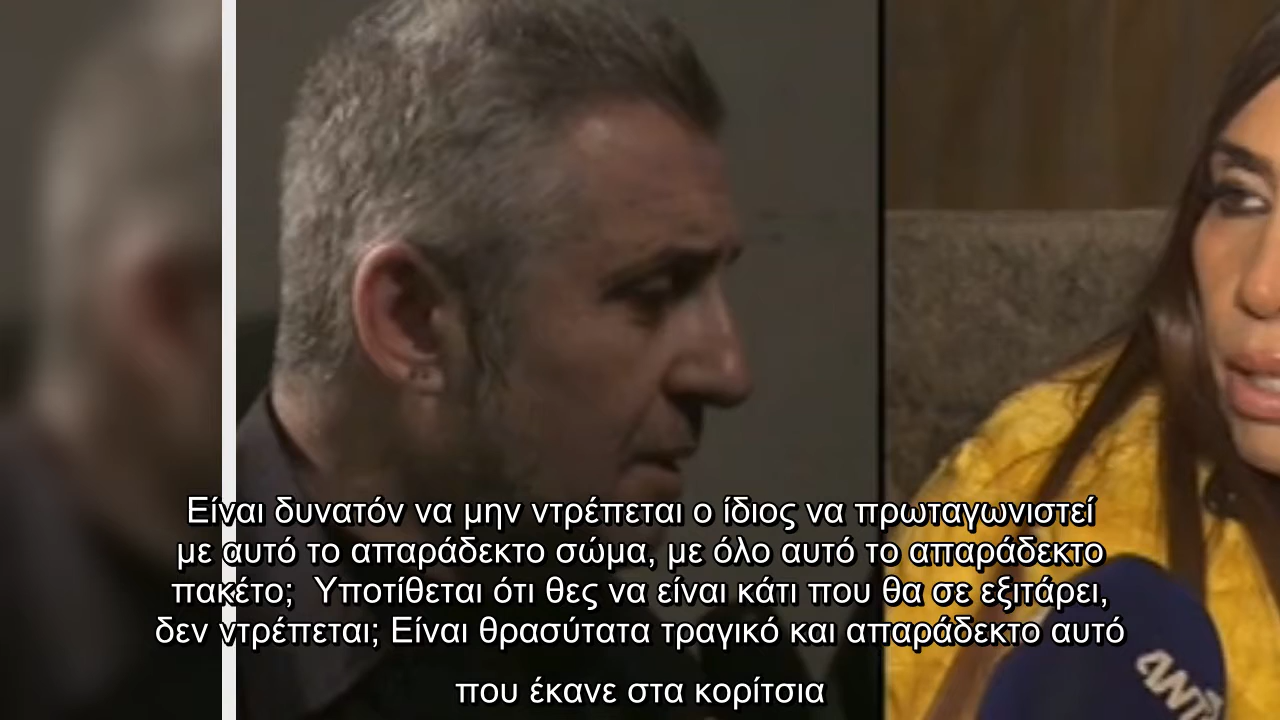 Είναι δυνατόν να μην ντρέπεται ο ίδιος να πρωταγωνιστεί
με αυτό το απαράδεκτο σώμα, με όλο αυτό το απαράδεκτο
πακέτο;  Υποτίθεται ότι θες να είναι κάτι που θα σε εξιτάρει,
δεν ντρέπεται; Είναι θρασύτατα τραγικό και απαράδεκτο αυτό
που έκανε στα κορίτσια
ANT1